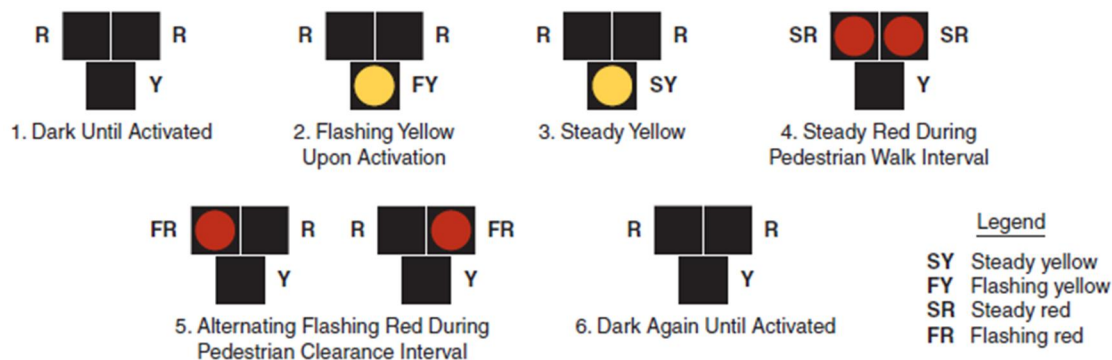 R R R R R R SR SR
Y FY SY Y
1. Dark Until Activated 2. Flashing Yellow 3. Steady Yellow 4. Steady Red During
Upon Activation Pedestrian Walk Interval
FR R R FR R R
Y Y Y
5. Alternating Flashing Red During 6. Dark Again Until Activated
Pedestrian Clearance Interval
Legend
SY Steady yellow
FY Flashing yellow
SR Steady red
FR Flashing red